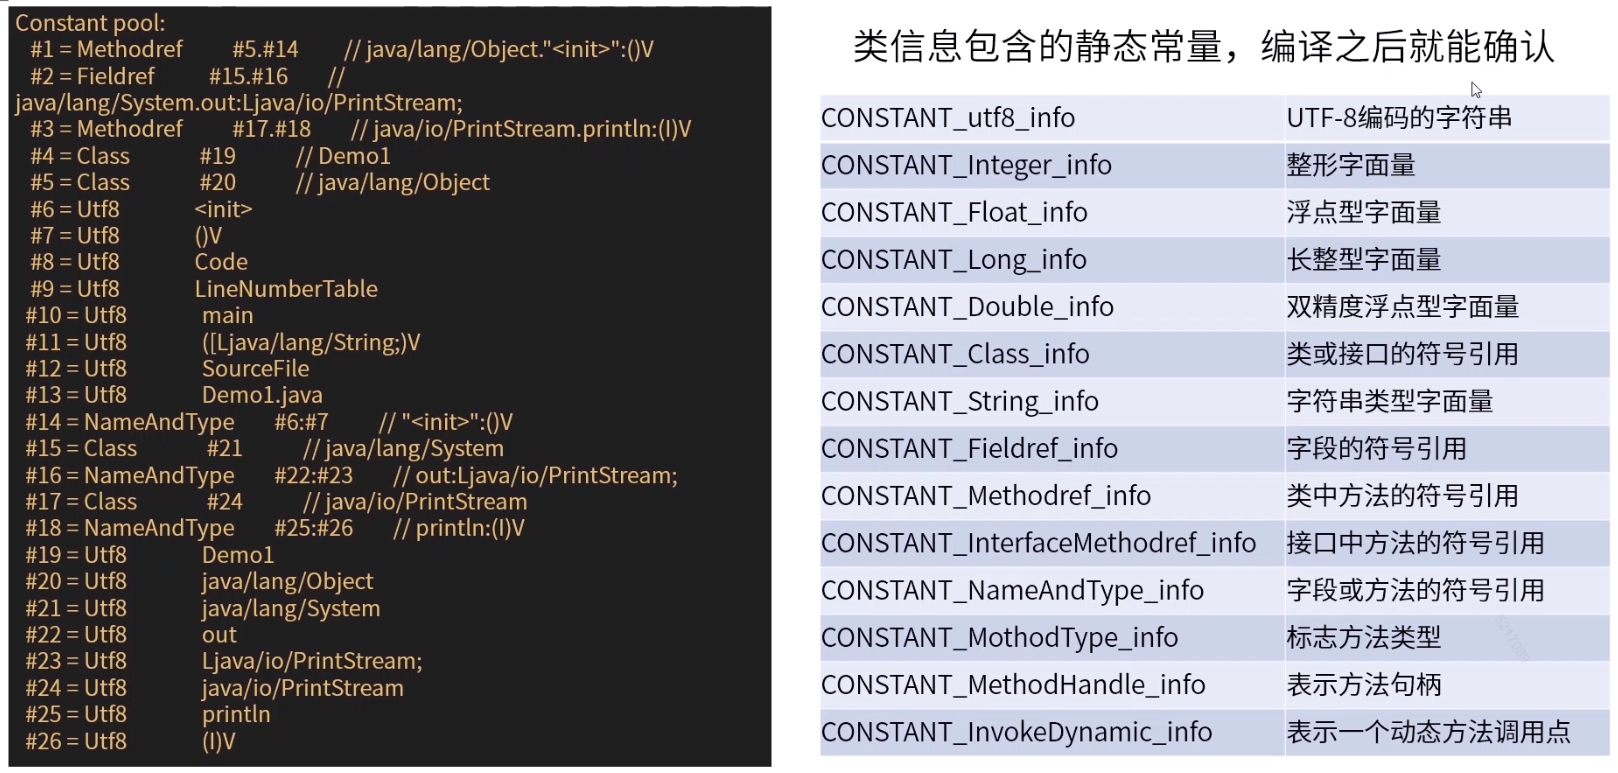 Constant pool:
#1 = Methodref #5.#14 // java/lang/Object."<init>":()V
#2 = Fieldref #15.#16 //
java/lang/System.out:Ljava/io/PrintStream;
#3 = Methodref #17.#18 // java/io/PrintStream.println:(I)V
#4 = Class #19 // Demo1
#5 = Class #20 // java/lang/Object
#6 = Utf8 <init>
#7 = Utf8 ()V
#8 = Utf8 Code
#9 = Utf8 LineNumberTable
#10 = Utf8 main
#11 = Utf8 ([Ljava/lang/String;)V
#12 = Utf8 SourceFile
#13 = Utf8 Demo1.java
#14 = NameAndType #6:#7 // "<init>":()V
#15 = Class #21 // java/lang/System
#16 = NameAndType #22:#23 // out:Ljava/io/PrintStream;
#17 = Class #24 // java/io/PrintStream
#18 = NameAndType #25:#26 // println:(I)V
#19 = Utf8 Demo1
#20 = Utf8 java/lang/Object
#21 = Utf8 java/lang/System
#22 = Utf8 out
#23 = Utf8 Ljava/io/PrintStream;
#24 = Utf8 java/io/PrintStream
#25 = Utf8 println
#26 = Utf8 (I)V
类信息包含的静态常量，编译之后就能确认
CONSTANT_utf8_info UTF-8编码的字符串
CONSTANT_Integer_info 整形字面量
CONSTANT_Float_info 浮点型字面量
CONSTANT_Long_info 长整型字面量
CONSTANT_Double_info 双精度浮点型字面量
CONSTANT_Class_info 类或接口的符号引用
CONSTANT_String_info 字符串类型字面量
CONSTANT_Fieldref_info 字段的符号引用
CONSTANT_Methodref_info 类中方法的符号引用
CONSTANT_InterfaceMethodref_info 接口中方法的符号引用
CONSTANT_NameAndType_info 字段或方法的符号引用
CONSTANT_MothodType_info 标志方法类型
CONSTANT_MethodHandle_info 表示方法句柄
CONSTANT_InvokeDynamic_info 表示一个动态方法调用点